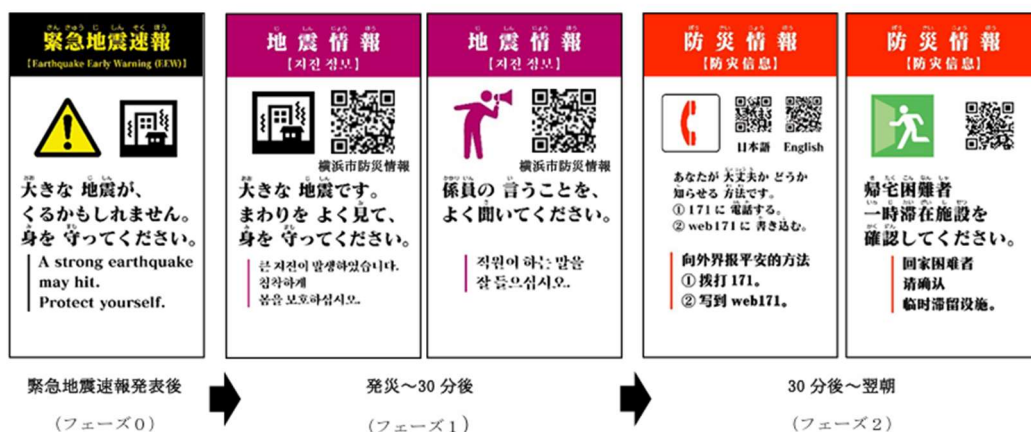 緊急地震速報
【Earthquake Early Warning (EEW)】
大きな 地震が、
くるかもしれません。
身を 守ってください。
A strong earthquake
may hit.
Protect yourself.
地震情報
【지진 정보】
横浜市防災情報
大きな 地震です。
まわりを よく見て、
身を 守ってください。
큰 지진이 발생하였습니다.
침착하게
몸을 보호하십시오.
地震情報
【지진 정보】
横浜市防災情報
係員の 言うことを、
よく聞いてください。
직원이 하는 말을
잘 들으십시오.
防災情報
【防灾信息】
日本語 English
あなたが 大丈夫か どうか
知らせる 方法です。
① 171 に 電話する。
② web171 に 書き込む。
向外界报平安的方法
① 拨打 171。
② 写到 web171。
防災情報
【防灾信息】
帰宅困難者
一時滞在施設を
確認してください。
回家困难者
请确认
临时滞留设施。
緊急地震速報発表後
(フェーズ0)
発災～30分後
(フェーズ1)
30分後～翌朝
(フェーズ2)